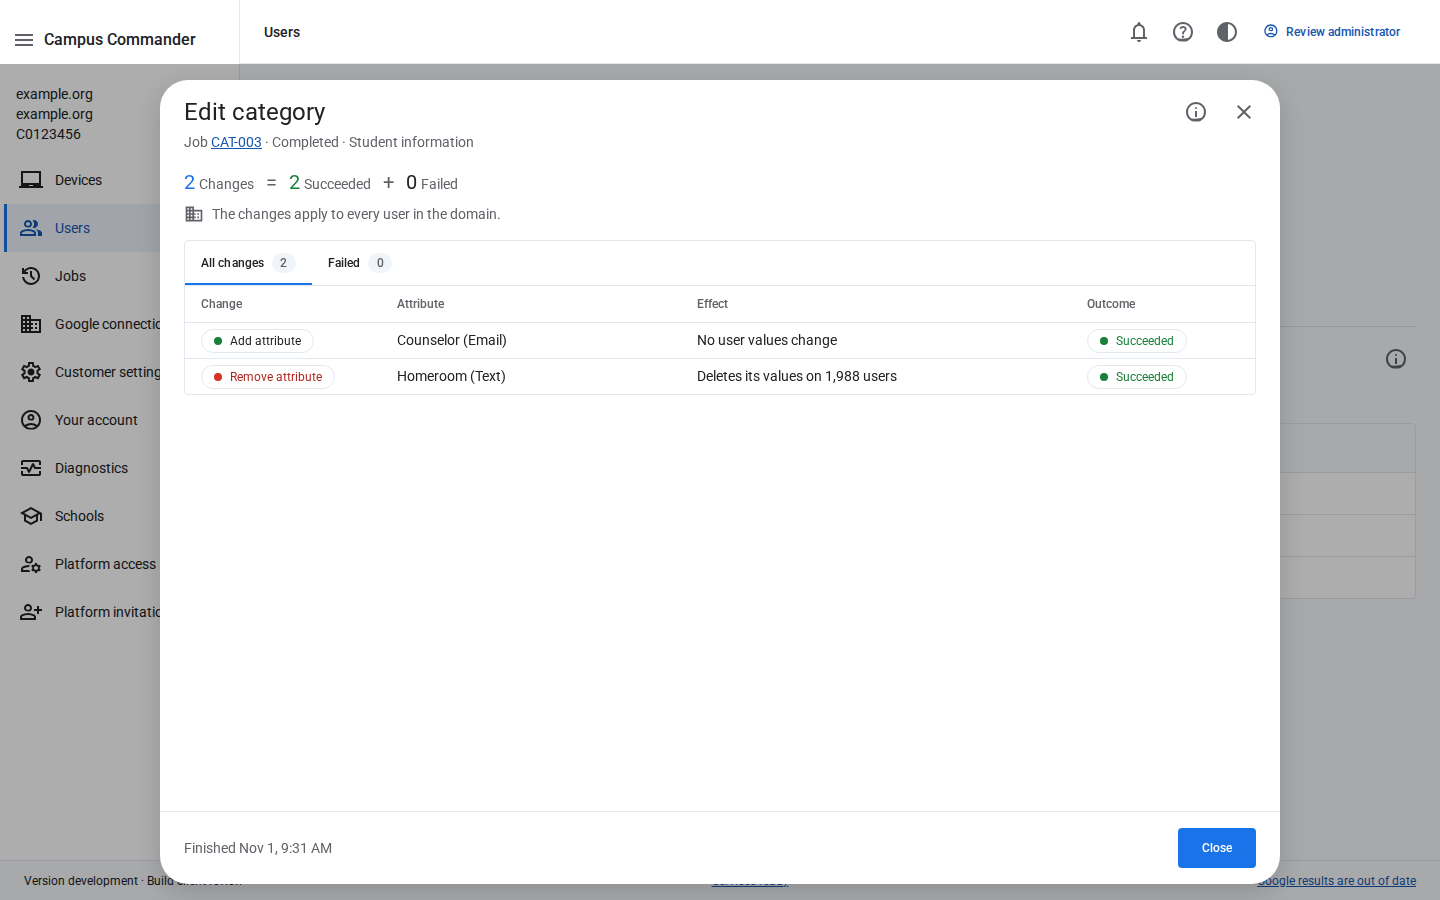 Campus Commander
Users
Review administrator
example.org
example.org
C0123456
Devices
Users
Jobs
Google connectio
Customer setting
Your account
Diagnostics
Schools
Platform access
Platform invitatio
Edit category
Job CAT-003 · Completed · Student information
2 Changes = 2 Succeeded + 0 Failed
The changes apply to every user in the domain.
All changes 2 Failed 0
Change Attribute Effect Outcome
Add attribute Counselor (Email) No user values change Succeeded
Remove attribute Homeroom (Text) Deletes its values on 1,988 users Succeeded
Finished Nov 1, 9:31 AM
Close
Version development · Build
Google results are out of date